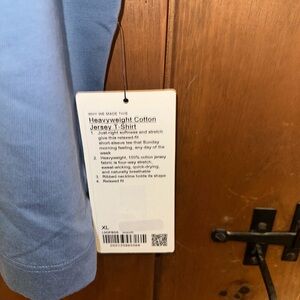 WHY WE MADE THIS
Heavyweight Cotton
Jersey T-Shirt
1. Just-right softness and stretch
give this relaxed-fit
short-sleeve tee that Sunday
morning feeling, any day of the
week
2. Heavyweight, 100% cotton jersey
fabric is four-way stretch,
sweat-wicking, quick-drying,
and naturally breathable
3. Ribbed neckline holds its shape
4. Relaxed fit
XL